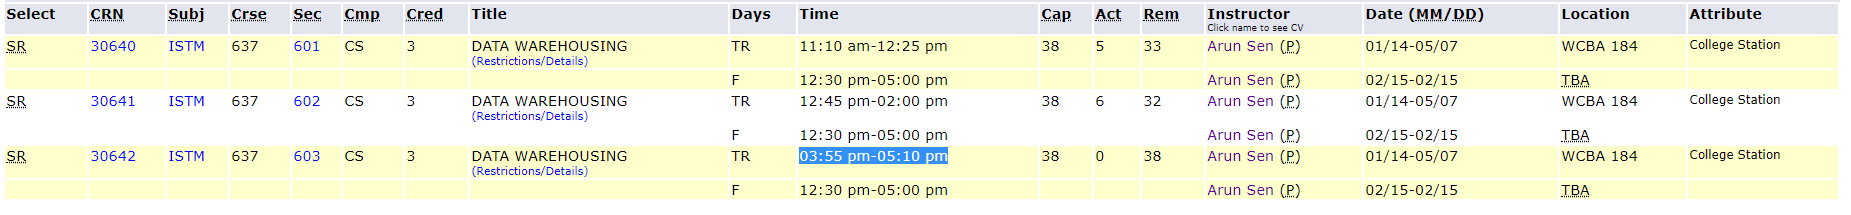 Select CRN Subj Crse Sec Cmp Cred Title Days Time Cap Act Rem Instructor Date (MM/DD) Location Attribute
Click name to see CV
SR 30640 ISTM 637 601 CS 3 DATA WAREHOUSING TR 11:10 am-12:25 pm 38 5 33 Arun Sen (P) 01/14-05/07 WCBA 184 College Station
(Restrictions/Details)
F 12:30 pm-05:00 pm Arun Sen (P) 02/15-02/15 TBA
SR 30641 ISTM 637 602 CS 3 DATA WAREHOUSING TR 12:45 pm-02:00 pm 38 6 32 Arun Sen (P) 01/14-05/07 WCBA 184 College Station
(Restrictions/Details)
F 12:30 pm-05:00 pm Arun Sen (P) 02/15-02/15 TBA
SR 30642 ISTM 637 603 CS 3 DATA WAREHOUSING TR 03:55 pm-05:10 pm 38 0 38 Arun Sen (P) 01/14-05/07 WCBA 184 College Station
(Restrictions/Details)
F 12:30 pm-05:00 pm Arun Sen (P) 02/15-02/15 TBA